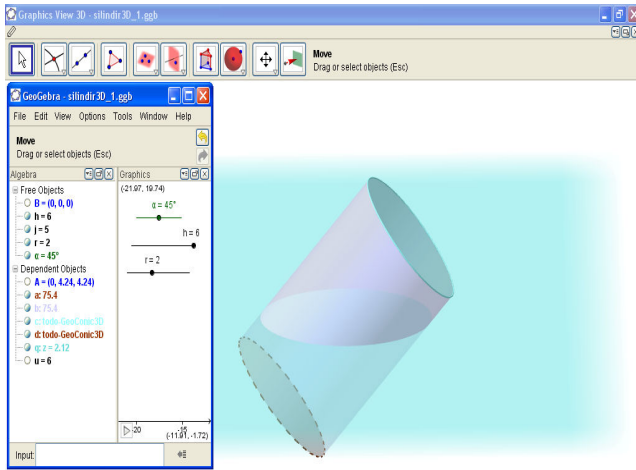 Graphics View 3D - silindir3D_1.ggb
Move
Drag or select objects (Esc)
GeoGebra - silindir3D_1.ggb
File Edit View Options Tools Window Help
Move
Drag or select objects (Esc)
Algebra
Graphics
Free Objects
B = (0, 0, 0)
h = 6
j = 5
r = 2
α = 45°
Dependent Objects
A = (0, 4.24, 4.24)
a: 75.4
b: 75.4
c: todo-GeoConic3D
d: todo-GeoConic3D
q: z = 2.12
u = 6
(-21.97, 19.74)
α = 45°
h = 6
r = 2
-20
(-11.91, -1.72)
Input: